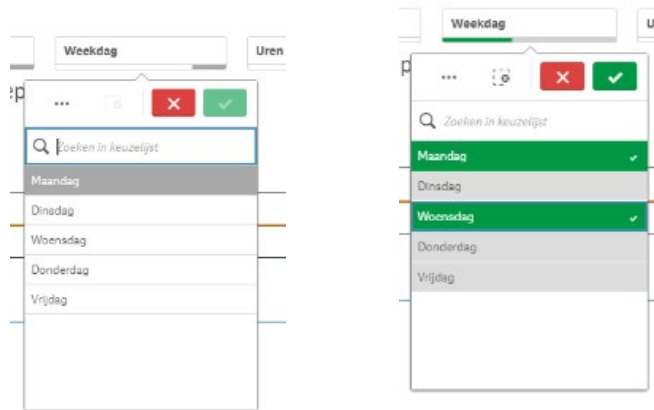 Weekdag
Uren
ep
Zoeken in keuzelijst
Maandag
Dinsdag
Woensdag
Donderdag
Vrijdag
Weekdag
U
p
Zoeken in keuzelijst
Maandag
Dinsdag
Woensdag
Donderdag
Vrijdag